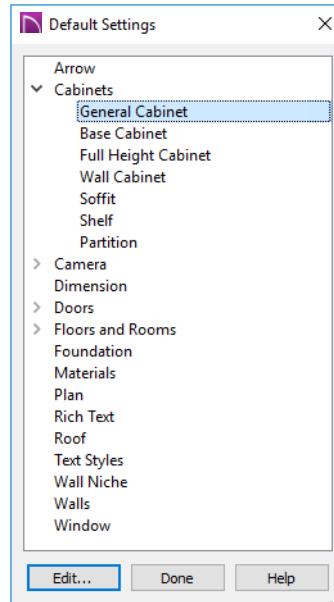 Default Settings
Arrow
Cabinets
General Cabinet
Base Cabinet
Full Height Cabinet
Wall Cabinet
Soffit
Shelf
Partition
Camera
Dimension
Doors
Floors and Rooms
Foundation
Materials
Plan
Rich Text
Roof
Text Styles
Wall Niche
Walls
Window
Edit... Done Help